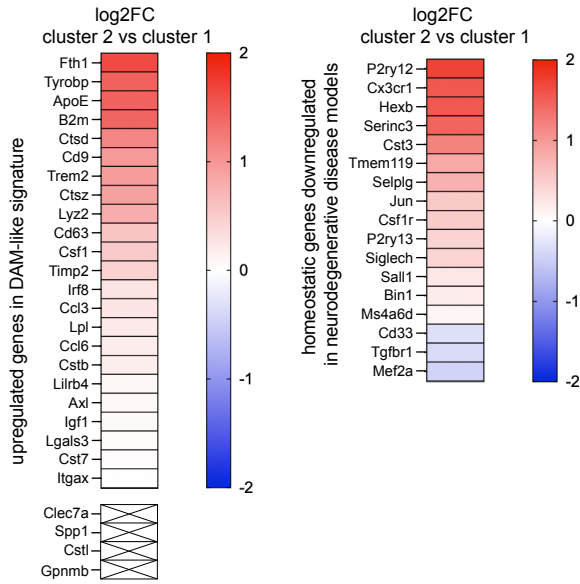 log2FC
cluster 2 vs cluster 1
upregulated genes in DAM-like signature
Fth1
Tyrobp
ApoE
B2m
Ctsd
Cd9
Trem2
Ctsz
Lyz2
Cd63
Csf1
Timp2
Irf8
Ccl3
Lpl
Ccl6
Cstb
Lilrb4
Axl
Igf1
Lgals3
Cst7
Itgax
Clec7a
Spp1
Cstl
Gpnmb
2
1
0
-1
-2
log2FC
cluster 2 vs cluster 1
homeostatic genes downregulated
in neurodegenerative disease models
P2ry12
Cx3cr1
Hexb
Serinc3
Cst3
Tmem119
Selplg
Jun
Csf1r
P2ry13
Siglech
Sall1
Bin1
Ms4a6d
Cd33
Tgfbr1
Mef2a
2
1
0
-1
-2